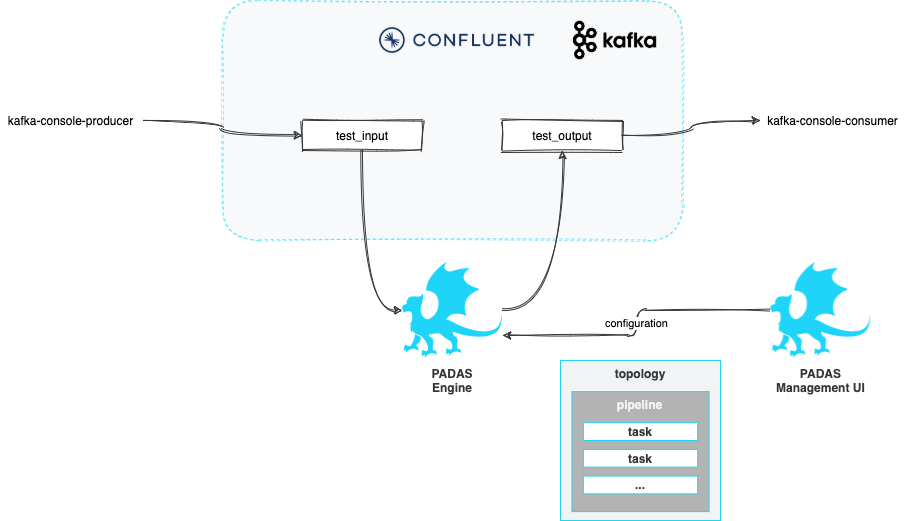 CONFLUENT
kafka
kafka-console-producer
test_input
test_output
kafka-console-consumer
configuration
PADAS
Engine
PADAS
Management UI
topology
pipeline
task
task
...